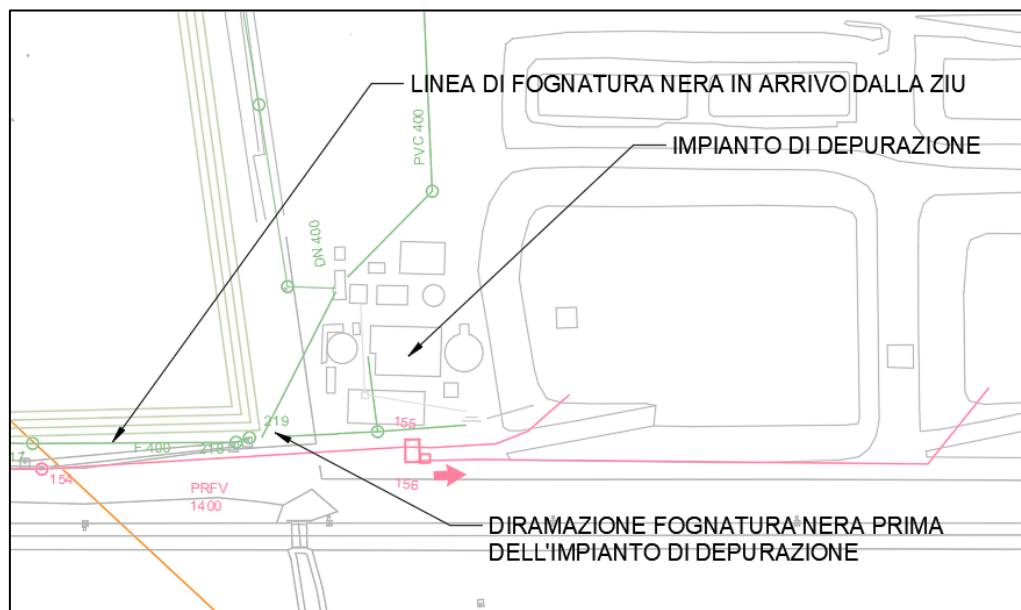 LINEA DI FOGNATURA NERA IN ARRIVO DALLA ZIU
PVC 400
IMPIANTO DI DEPURAZIONE
DN 400
219
155
F 400
218
17
154
156
PRFV
1400
DIRAMAZIONE FOGNATURA NERA PRIMA
DELL'IMPIANTO DI DEPURAZIONE